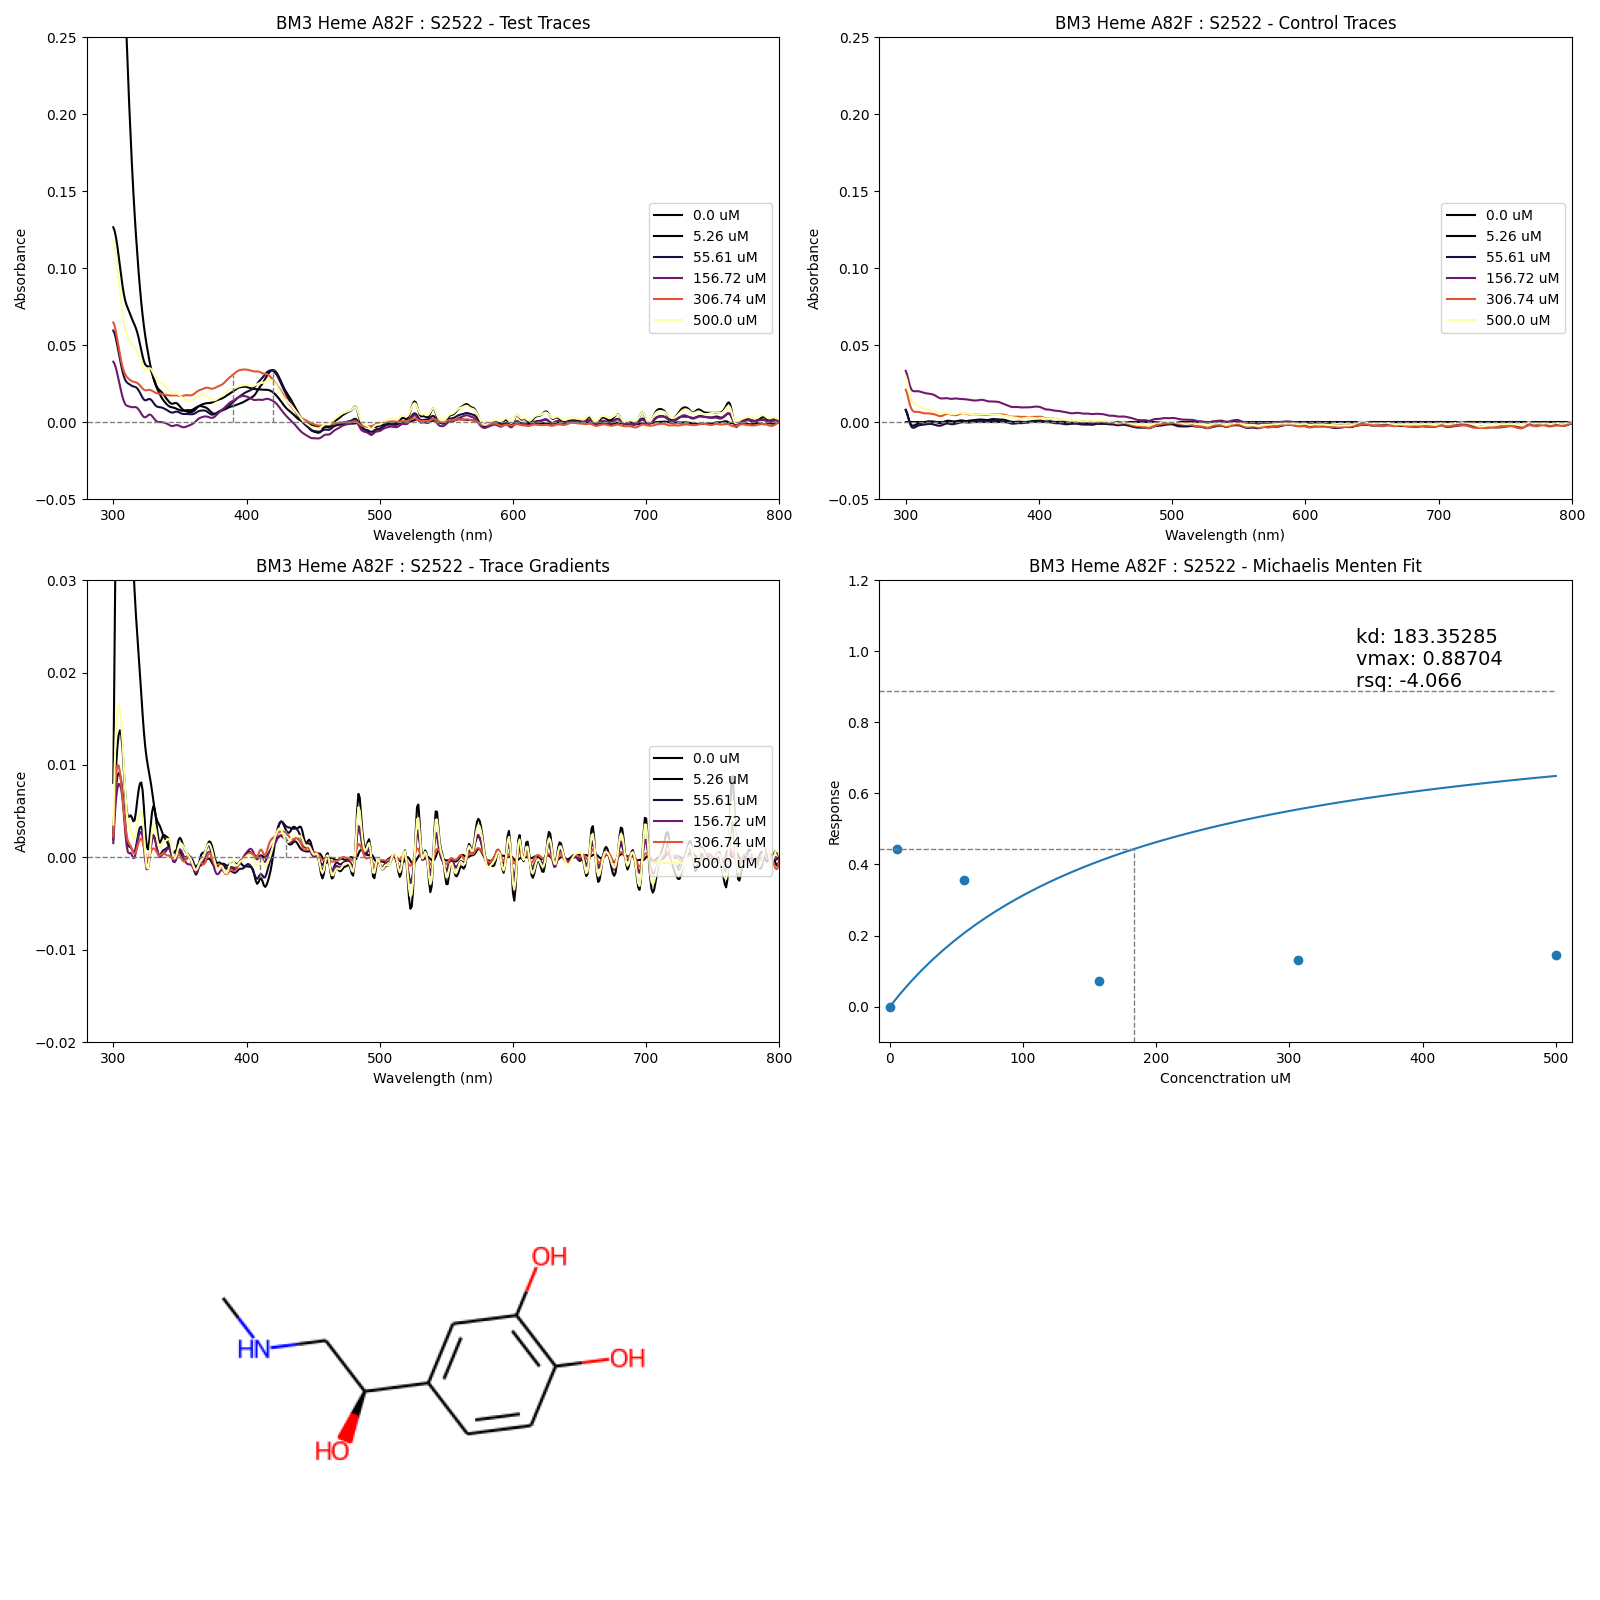 BM3 Heme A82F : S2522 - Test Traces
0.25
0.20
0.15
0.10
0.05
0.00
−0.05
Absorbance
300 400 500 600 700 800
Wavelength (nm)
0.0 uM
5.26 uM
55.61 uM
156.72 uM
306.74 uM
500.0 uM
BM3 Heme A82F : S2522 - Control Traces
0.25
0.20
0.15
0.10
0.05
0.00
−0.05
Absorbance
300 400 500 600 700 800
Wavelength (nm)
0.0 uM
5.26 uM
55.61 uM
156.72 uM
306.74 uM
500.0 uM
BM3 Heme A82F : S2522 - Trace Gradients
0.03
0.02
0.01
0.00
−0.01
−0.02
Absorbance
300 400 500 600 700 800
Wavelength (nm)
0.0 uM
5.26 uM
55.61 uM
156.72 uM
306.74 uM
500.0 uM
BM3 Heme A82F : S2522 - Michaelis Menten Fit
1.2
1.0
0.8
0.6
0.4
0.2
0.0
Response
0 100 200 300 400 500
Concenctration uM
kd: 183.35285
vmax: 0.88704
rsq: -4.066
OH
HN
OH
HO